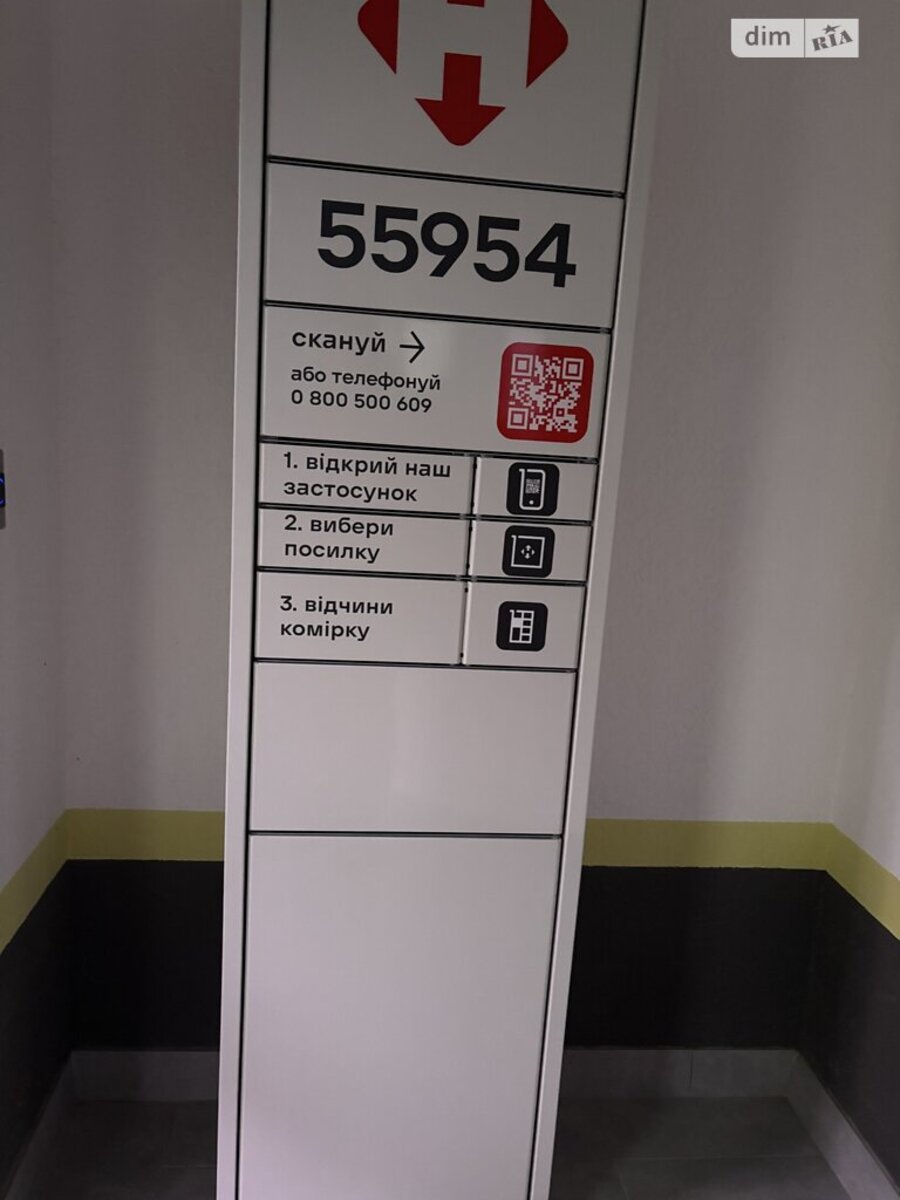 dim RIA
55954
скануй →
або телефонуй
0 800 500 609
1. відкрий наш
застосунок
2. вибери
посилку
3. відчини
комірку